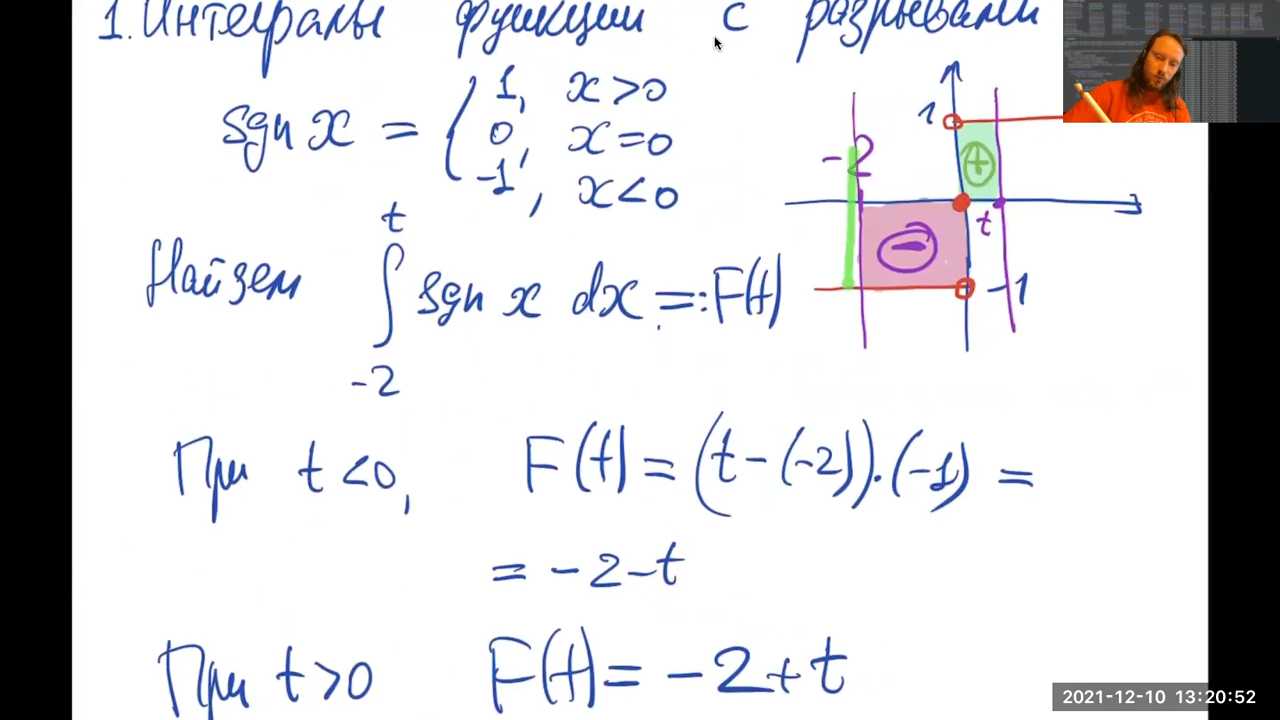 1. Интегралы функций с разрывами
sgn x = { 1, x>0
0, x=0
-1, x<0
1
+
-2
t
−
-1
Найдем ∫_{-2}^{t} sgn x dx =: F(t)
При t<0, F(t) = (t-(-2))·(-1) =
= -2-t
При t>0 F(t) = -2+t
2021-12-10 13:20:52